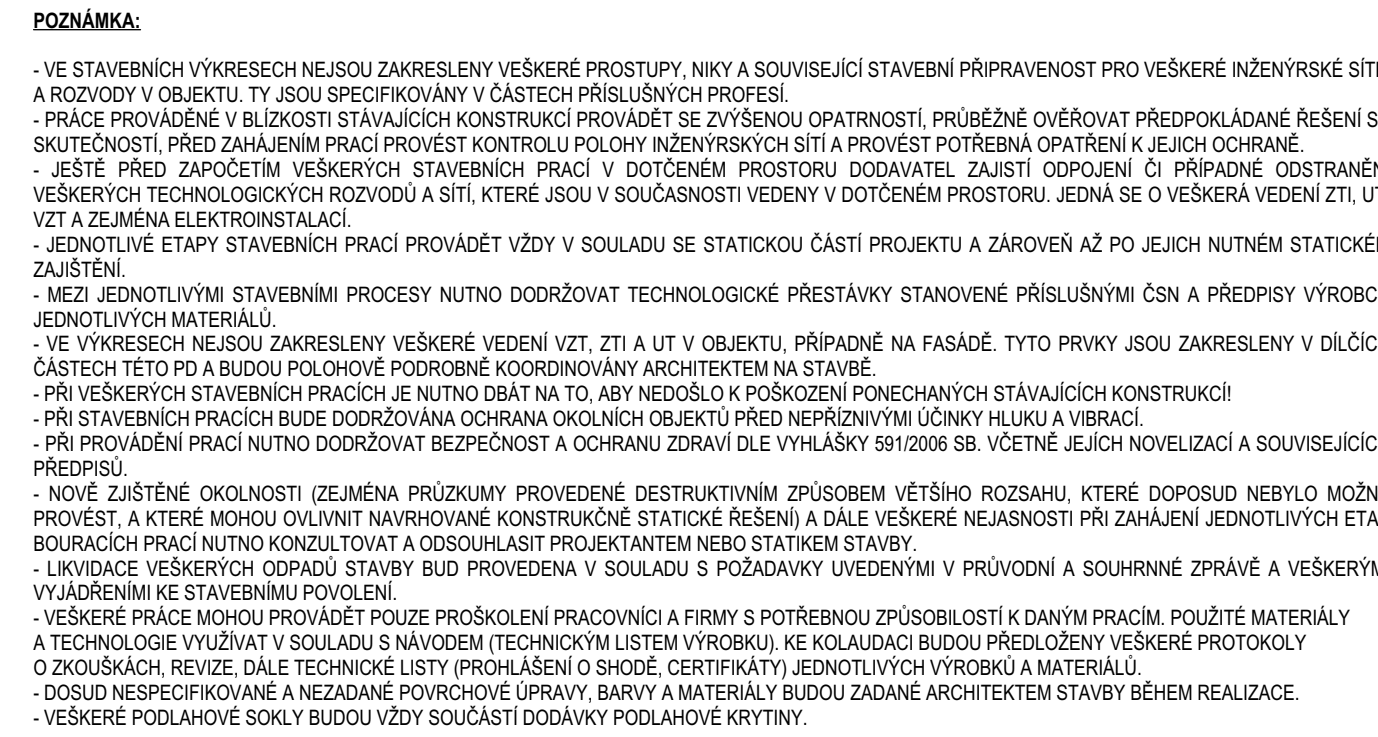 POZNÁMKA:
- VE STAVEBNÍCH VÝKRESECH NEJSOU ZAKRESLENY VEŠKERÉ PROSTUPY, NIKY A SOUVISEJÍCÍ STAVEBNÍ PŘIPRAVENOST PRO VEŠKERÉ INŽENÝRSKÉ SÍTĚ
A ROZVODY V OBJEKTU. TY JSOU SPECIFIKOVÁNY V ČÁSTECH PŘÍSLUŠNÝCH PROFESÍ.
- PRÁCE PROVÁDĚNÉ V BLÍZKOSTI STÁVAJÍCÍCH KONSTRUKCÍ PROVÁDĚT SE ZVÝŠENOU OPATRNOSTÍ, PRŮBĚŽNĚ OVĚŘOVAT PŘEDPOKLÁDANÉ ŘEŠENÍ S
SKUTEČNOSTÍ, PŘED ZAHÁJENÍM PRACÍ PROVÉST KONTROLU POLOHY INŽENÝRSKÝCH SÍTÍ A PROVÉST POTŘEBNÁ OPATŘENÍ K JEJICH OCHRANĚ.
- JEŠTĚ PŘED ZAPOČETÍM VEŠKERÝCH STAVEBNÍCH PRACÍ V DOTČENÉM PROSTORU DODAVATEL ZAJISTÍ ODPOJENÍ ČI PŘÍPADNÉ ODSTRANĚN
VEŠKERÝCH TECHNOLOGICKÝCH ROZVODŮ A SÍTÍ, KTERÉ JSOU V SOUČASNOSTI VEDENY V DOTČENÉM PROSTORU. JEDNÁ SE O VEŠKERÁ VEDENÍ ZTI, UT
VZT A ZEJMÉNA ELEKTROINSTALACÍ.
- JEDNOTLIVÉ ETAPY STAVEBNÍCH PRACÍ PROVÁDĚT VŽDY V SOULADU SE STATICKOU ČÁSTÍ PROJEKTU A ZÁROVEŇ AŽ PO JEJICH NUTNÉM STATICKÉ
ZAJIŠTĚNÍ.
- MEZI JEDNOTLIVÝMI STAVEBNÍMI PROCESY NUTNO DODRŽOVAT TECHNOLOGICKÉ PŘESTÁVKY STANOVENÉ PŘÍSLUŠNÝMI ČSN A PŘEDPISY VÝROBC
JEDNOTLIVÝCH MATERIÁLŮ.
- VE VÝKRESECH NEJSOU ZAKRESLENY VEŠKERÉ VEDENÍ VZT, ZTI A UT V OBJEKTU, PŘÍPADNĚ NA FASÁDĚ. TYTO PRVKY JSOU ZAKRESLENY V DÍLČÍC
ČÁSTECH TÉTO PD A BUDOU POLOHOVĚ PODROBNĚ KOORDINOVÁNY ARCHITEKTEM NA STAVBĚ.
- PŘI VEŠKERÝCH STAVEBNÍCH PRACÍCH JE NUTNO DBÁT NA TO, ABY NEDOŠLO K POŠKOZENÍ PONECHANÝCH STÁVAJÍCÍCH KONSTRUKCÍ!
- PŘI STAVEBNÍCH PRACÍCH BUDE DODRŽOVÁNA OCHRANA OKOLNÍCH OBJEKTŮ PŘED NEPŘÍZNIVÝMI ÚČINKY HLUKU A VIBRACÍ.
- PŘI PROVÁDĚNÍ PRACÍ NUTNO DODRŽOVAT BEZPEČNOST A OCHRANU ZDRAVÍ DLE VYHLÁŠKY 591/2006 SB. VČETNĚ JEJÍCH NOVELIZACÍ A SOUVISEJÍCÍC
PŘEDPISŮ.
- NOVĚ ZJIŠTĚNÉ OKOLNOSTI (ZEJMÉNA PRŮZKUMY PROVEDENÉ DESTRUKTIVNÍM ZPŮSOBEM VĚTŠÍHO ROZSAHU, KTERÉ DOPOSUD NEBYLO MOŽN
PROVÉST, A KTERÉ MOHOU OVLIVNIT NAVRHOVANÉ KONSTRUKČNĚ STATICKÉ ŘEŠENÍ) A DÁLE VEŠKERÉ NEJASNOSTI PŘI ZAHÁJENÍ JEDNOTLIVÝCH ETA
BOURACÍCH PRACÍ NUTNO KONZULTOVAT A ODSOUHLASIT PROJEKTANTEM NEBO STATIKEM STAVBY.
- LIKVIDACE VEŠKERÝCH ODPADŮ STAVBY BUD PROVEDENA V SOULADU S POŽADAVKY UVEDENÝMI V PRŮVODNÍ A SOUHRNNÉ ZPRÁVĚ A VEŠKERÝM
VYJÁDŘENÍMI KE STAVEBNÍMU POVOLENÍ.
- VEŠKERÉ PRÁCE MOHOU PROVÁDĚT POUZE PROŠKOLENÍ PRACOVNÍCI A FIRMY S POTŘEBNOU ZPŮSOBILOSTÍ K DANÝM PRACÍM. POUŽITÉ MATERIÁLY
A TECHNOLOGIE VYUŽÍVAT V SOULADU S NÁVODEM (TECHNICKÝM LISTEM VÝROBKU). KE KOLAUDACI BUDOU PŘEDLOŽENY VEŠKERÉ PROTOKOLY
O ZKOUŠKÁCH, REVIZE, DÁLE TECHNICKÉ LISTY (PROHLÁŠENÍ O SHODĚ, CERTIFIKÁTY) JEDNOTLIVÝCH VÝROBKŮ A MATERIÁLŮ.
- DOSUD NESPECIFIKOVANÉ A NEZADANÉ POVRCHOVÉ ÚPRAVY, BARVY A MATERIÁLY BUDOU ZADANÉ ARCHITEKTEM STAVBY BĚHEM REALIZACE.
- VEŠKERÉ PODLAHOVÉ SOKLY BUDOU VŽDY SOUČÁSTÍ DODÁVKY PODLAHOVÉ KRYTINY.